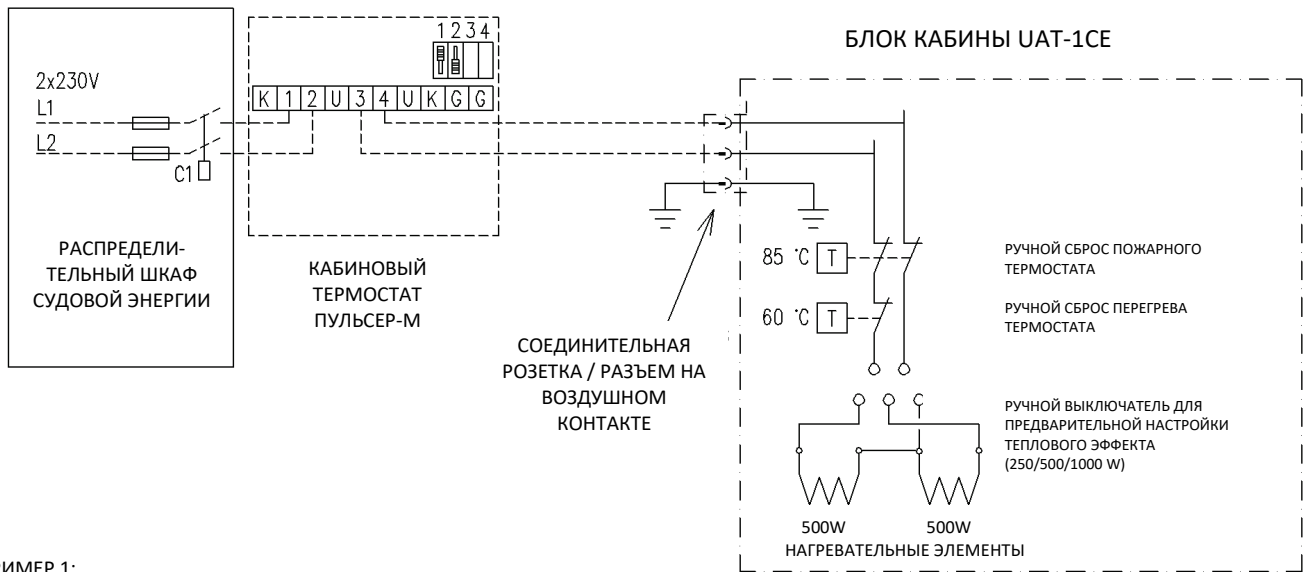 1 2 3 4
БЛОК КАБИНЫ UAT-1CE
2x230V
L1
K 1 2 U 3 4 U K G G
L2
C1
РАСПРЕДЕЛИ-
ТЕЛЬНЫЙ ШКАФ
СУДОВОЙ ЭНЕРГИИ
КАБИНОВЫЙ
ТЕРМОСТАТ
ПУЛЬСЕР-М
85 °C T
РУЧНОЙ СБРОС ПОЖАРНОГО
ТЕРМОСТАТА
60 °C T
РУЧНОЙ СБРОС ПЕРЕГРЕВА
ТЕРМОСТАТА
СОЕДИНИТЕЛЬНАЯ
РОЗЕТКА / РАЗЪЕМ НА
ВОЗДУШНОМ
КОНТАКТЕ
РУЧНОЙ ВЫКЛЮЧАТЕЛЬ ДЛЯ
ПРЕДВАРИТЕЛЬНОЙ НАСТРОЙКИ
ТЕПЛОВОГО ЭФФЕКТА
(250/500/1000 W)
500W 500W
НАГРЕВАТЕЛЬНЫЕ ЭЛЕМЕНТЫ